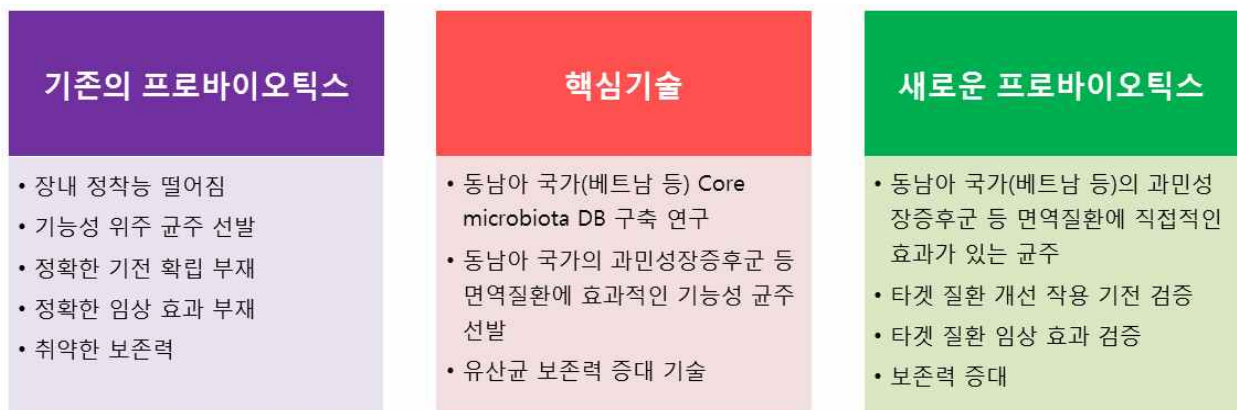 기존의 프로바이오틱스
• 장내 정착능 떨어짐
• 기능성 위주 균주 선발
• 정확한 기전 확립 부재
• 정확한 임상 효과 부재
• 취약한 보존력
핵심기술
• 동남아 국가(베트남 등) Core
microbiota DB 구축 연구
• 동남아 국가의 과민성장증후군 등
면역질환에 효과적인 기능성 균주
선발
• 유산균 보존력 증대 기술
새로운 프로바이오틱스
• 동남아 국가(베트남 등)의 과민성
장증후군 등 면역질환에 직접적인
효과가 있는 균주
• 타겟 질환 개선 작용 기전 검증
• 타겟 질환 임상 효과 검증
• 보존력 증대